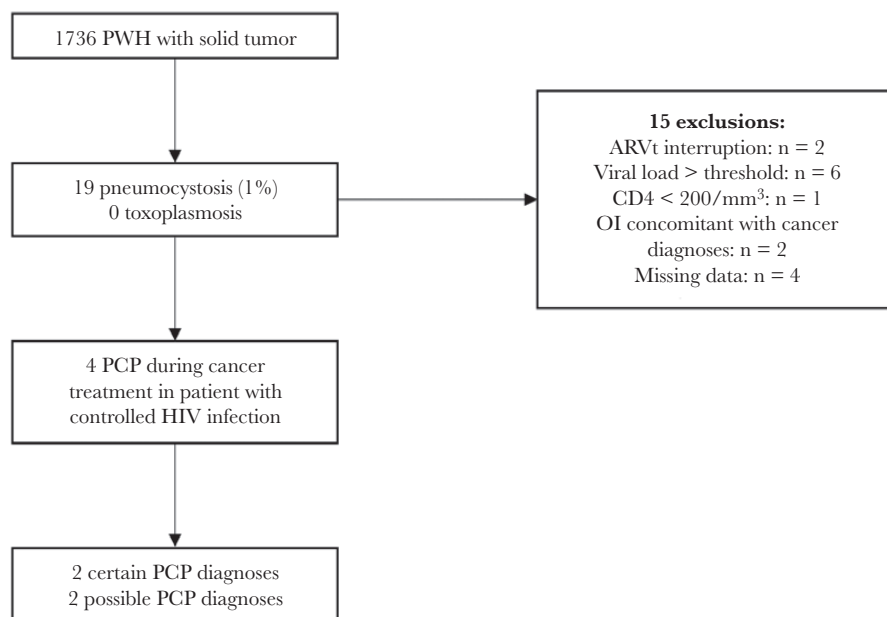 1736 PWH with solid tumor
19 pneumocystosis (1%)
0 toxoplasmosis
15 exclusions:
ARVt interruption: n = 2
Viral load > threshold: n = 6
CD4 < 200/mm³: n = 1
OI concomitant with cancer
diagnoses: n = 2
Missing data: n = 4
4 PCP during cancer
treatment in patient with
controlled HIV infection
2 certain PCP diagnoses
2 possible PCP diagnoses